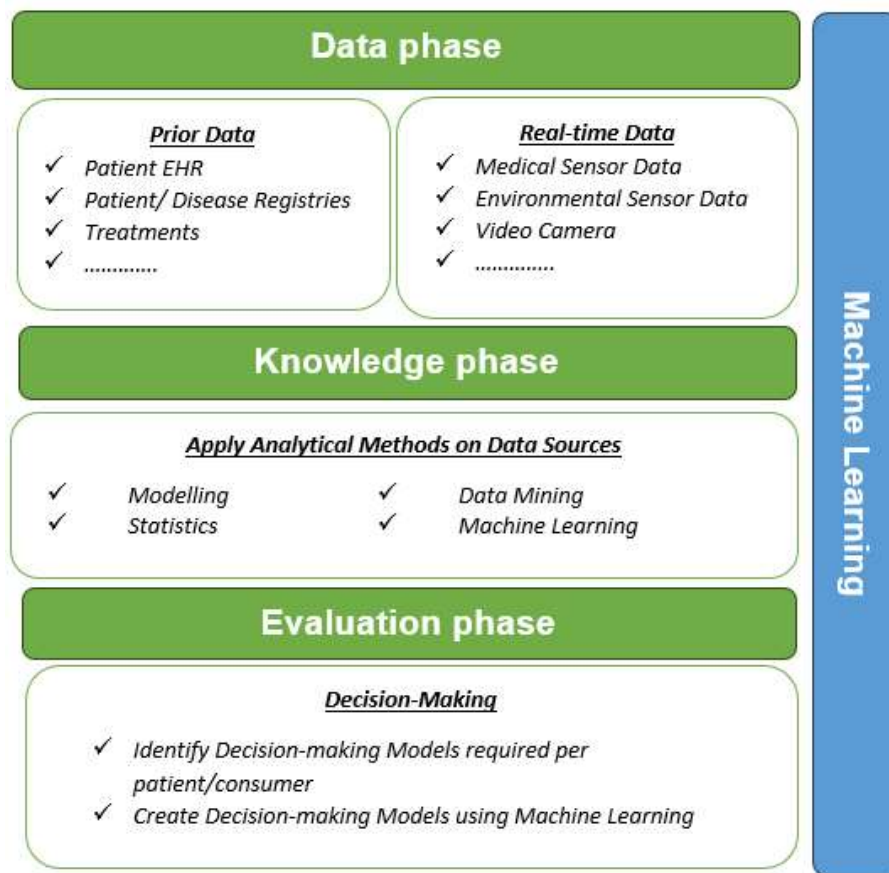 Data phase
Prior Data
✓ Patient EHR
✓ Patient/ Disease Registries
✓ Treatments
✓ .............
Real-time Data
✓ Medical Sensor Data
✓ Environmental Sensor Data
✓ Video Camera
✓ ..............
Knowledge phase
Apply Analytical Methods on Data Sources
✓ Modelling
✓ Statistics
✓ Data Mining
✓ Machine Learning
Evaluation phase
Decision-Making
✓ Identify Decision-making Models required per
patient/consumer
✓ Create Decision-making Models using Machine Learning
Machine Learning